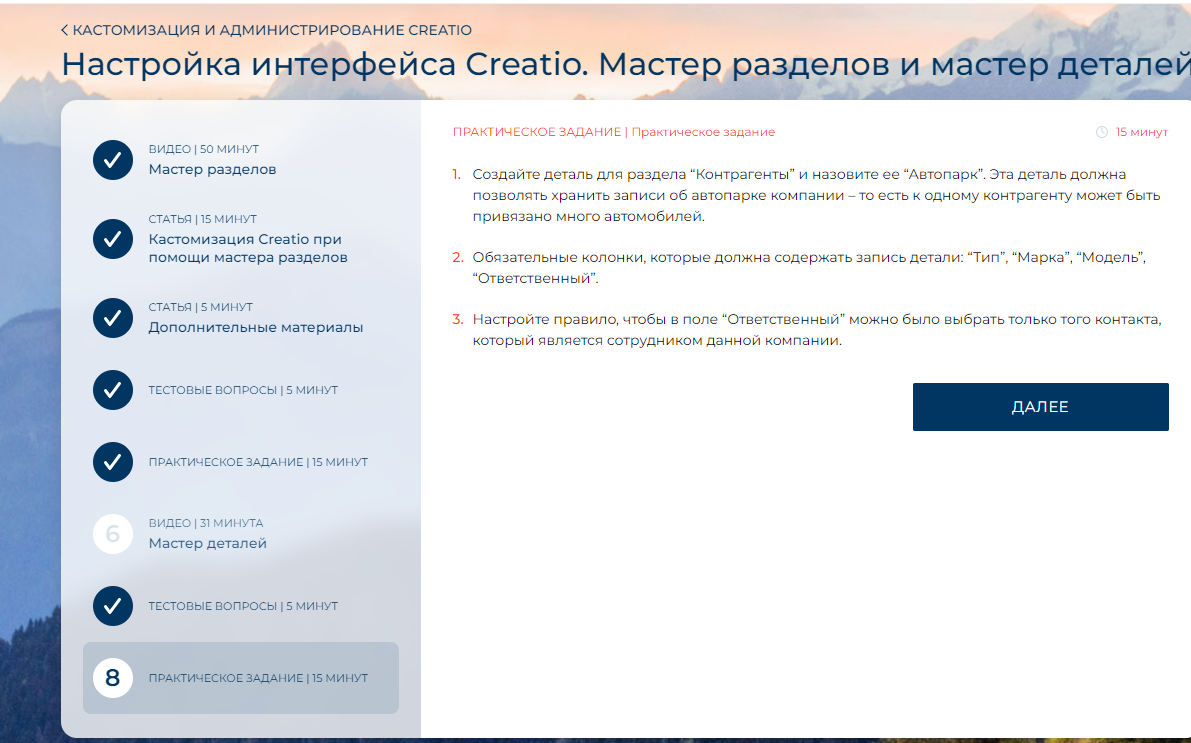 < КАСТОМИЗАЦИЯ И АДМИНИСТРИРОВАНИЕ CREATIO
Настройка интерфейса Creatio. Мастер разделов и мастер деталей
ВИДЕО | 50 МИНУТ
Мастер разделов
СТАТЬЯ | 15 МИНУТ
Кастомизация Creatio при
помощи мастера разделов
СТАТЬЯ | 5 МИНУТ
Дополнительные материалы
ТЕСТОВЫЕ ВОПРОСЫ | 5 МИНУТ
ПРАКТИЧЕСКОЕ ЗАДАНИЕ | 15 МИНУТ
6
ВИДЕО | 31 МИНУТА
Мастер деталей
ТЕСТОВЫЕ ВОПРОСЫ | 5 МИНУТ
8 ПРАКТИЧЕСКОЕ ЗАДАНИЕ | 15 МИНУТ
ПРАКТИЧЕСКОЕ ЗАДАНИЕ | Практическое задание
15 минут
1. Создайте деталь для раздела “Контрагенты” и назовите ее “Автопарк”. Эта деталь должна
позволять хранить записи об автопарке компании – то есть к одному контрагенту может быть
привязано много автомобилей.
2. Обязательные колонки, которые должна содержать запись детали: “Тип”, “Марка”, “Модель”,
“Ответственный”.
3. Настройте правило, чтобы в поле “Ответственный” можно было выбрать только того контакта,
который является сотрудником данной компании.
ДАЛЕЕ